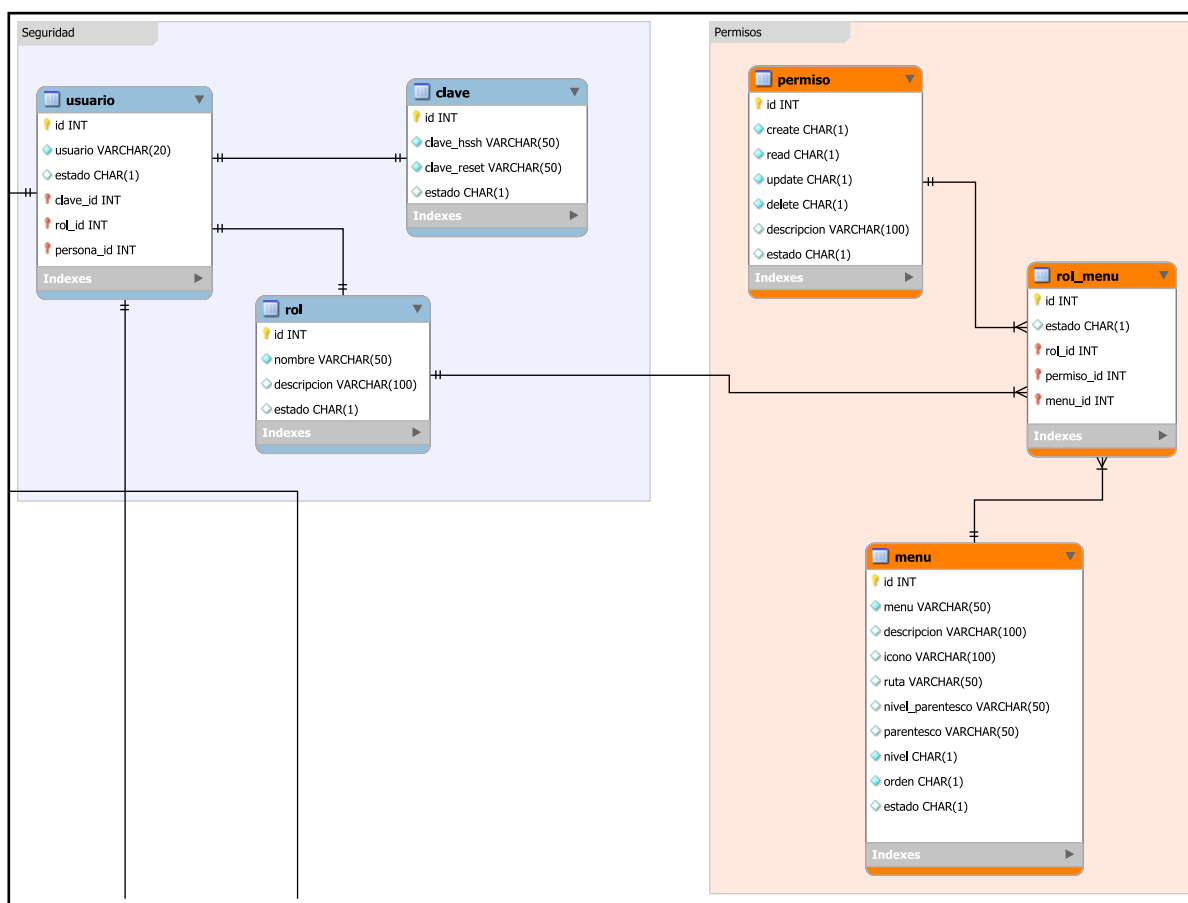 Seguridad
usuario
id INT
usuario VARCHAR(20)
estado CHAR(1)
clave_id INT
rol_id INT
persona_id INT
Indexes
clave
id INT
clave_hssh VARCHAR(50)
clave_reset VARCHAR(50)
estado CHAR(1)
Indexes
rol
id INT
nombre VARCHAR(50)
descripcion VARCHAR(100)
estado CHAR(1)
Indexes
Permisos
permiso
id INT
create CHAR(1)
read CHAR(1)
update CHAR(1)
delete CHAR(1)
descripcion VARCHAR(100)
estado CHAR(1)
Indexes
rol_menu
id INT
estado CHAR(1)
rol_id INT
permiso_id INT
menu_id INT
Indexes
menu
id INT
menu VARCHAR(50)
descripcion VARCHAR(100)
icono VARCHAR(100)
ruta VARCHAR(50)
nivel_parentesco VARCHAR(50)
parentesco VARCHAR(50)
nivel CHAR(1)
orden CHAR(1)
estado CHAR(1)
Indexes